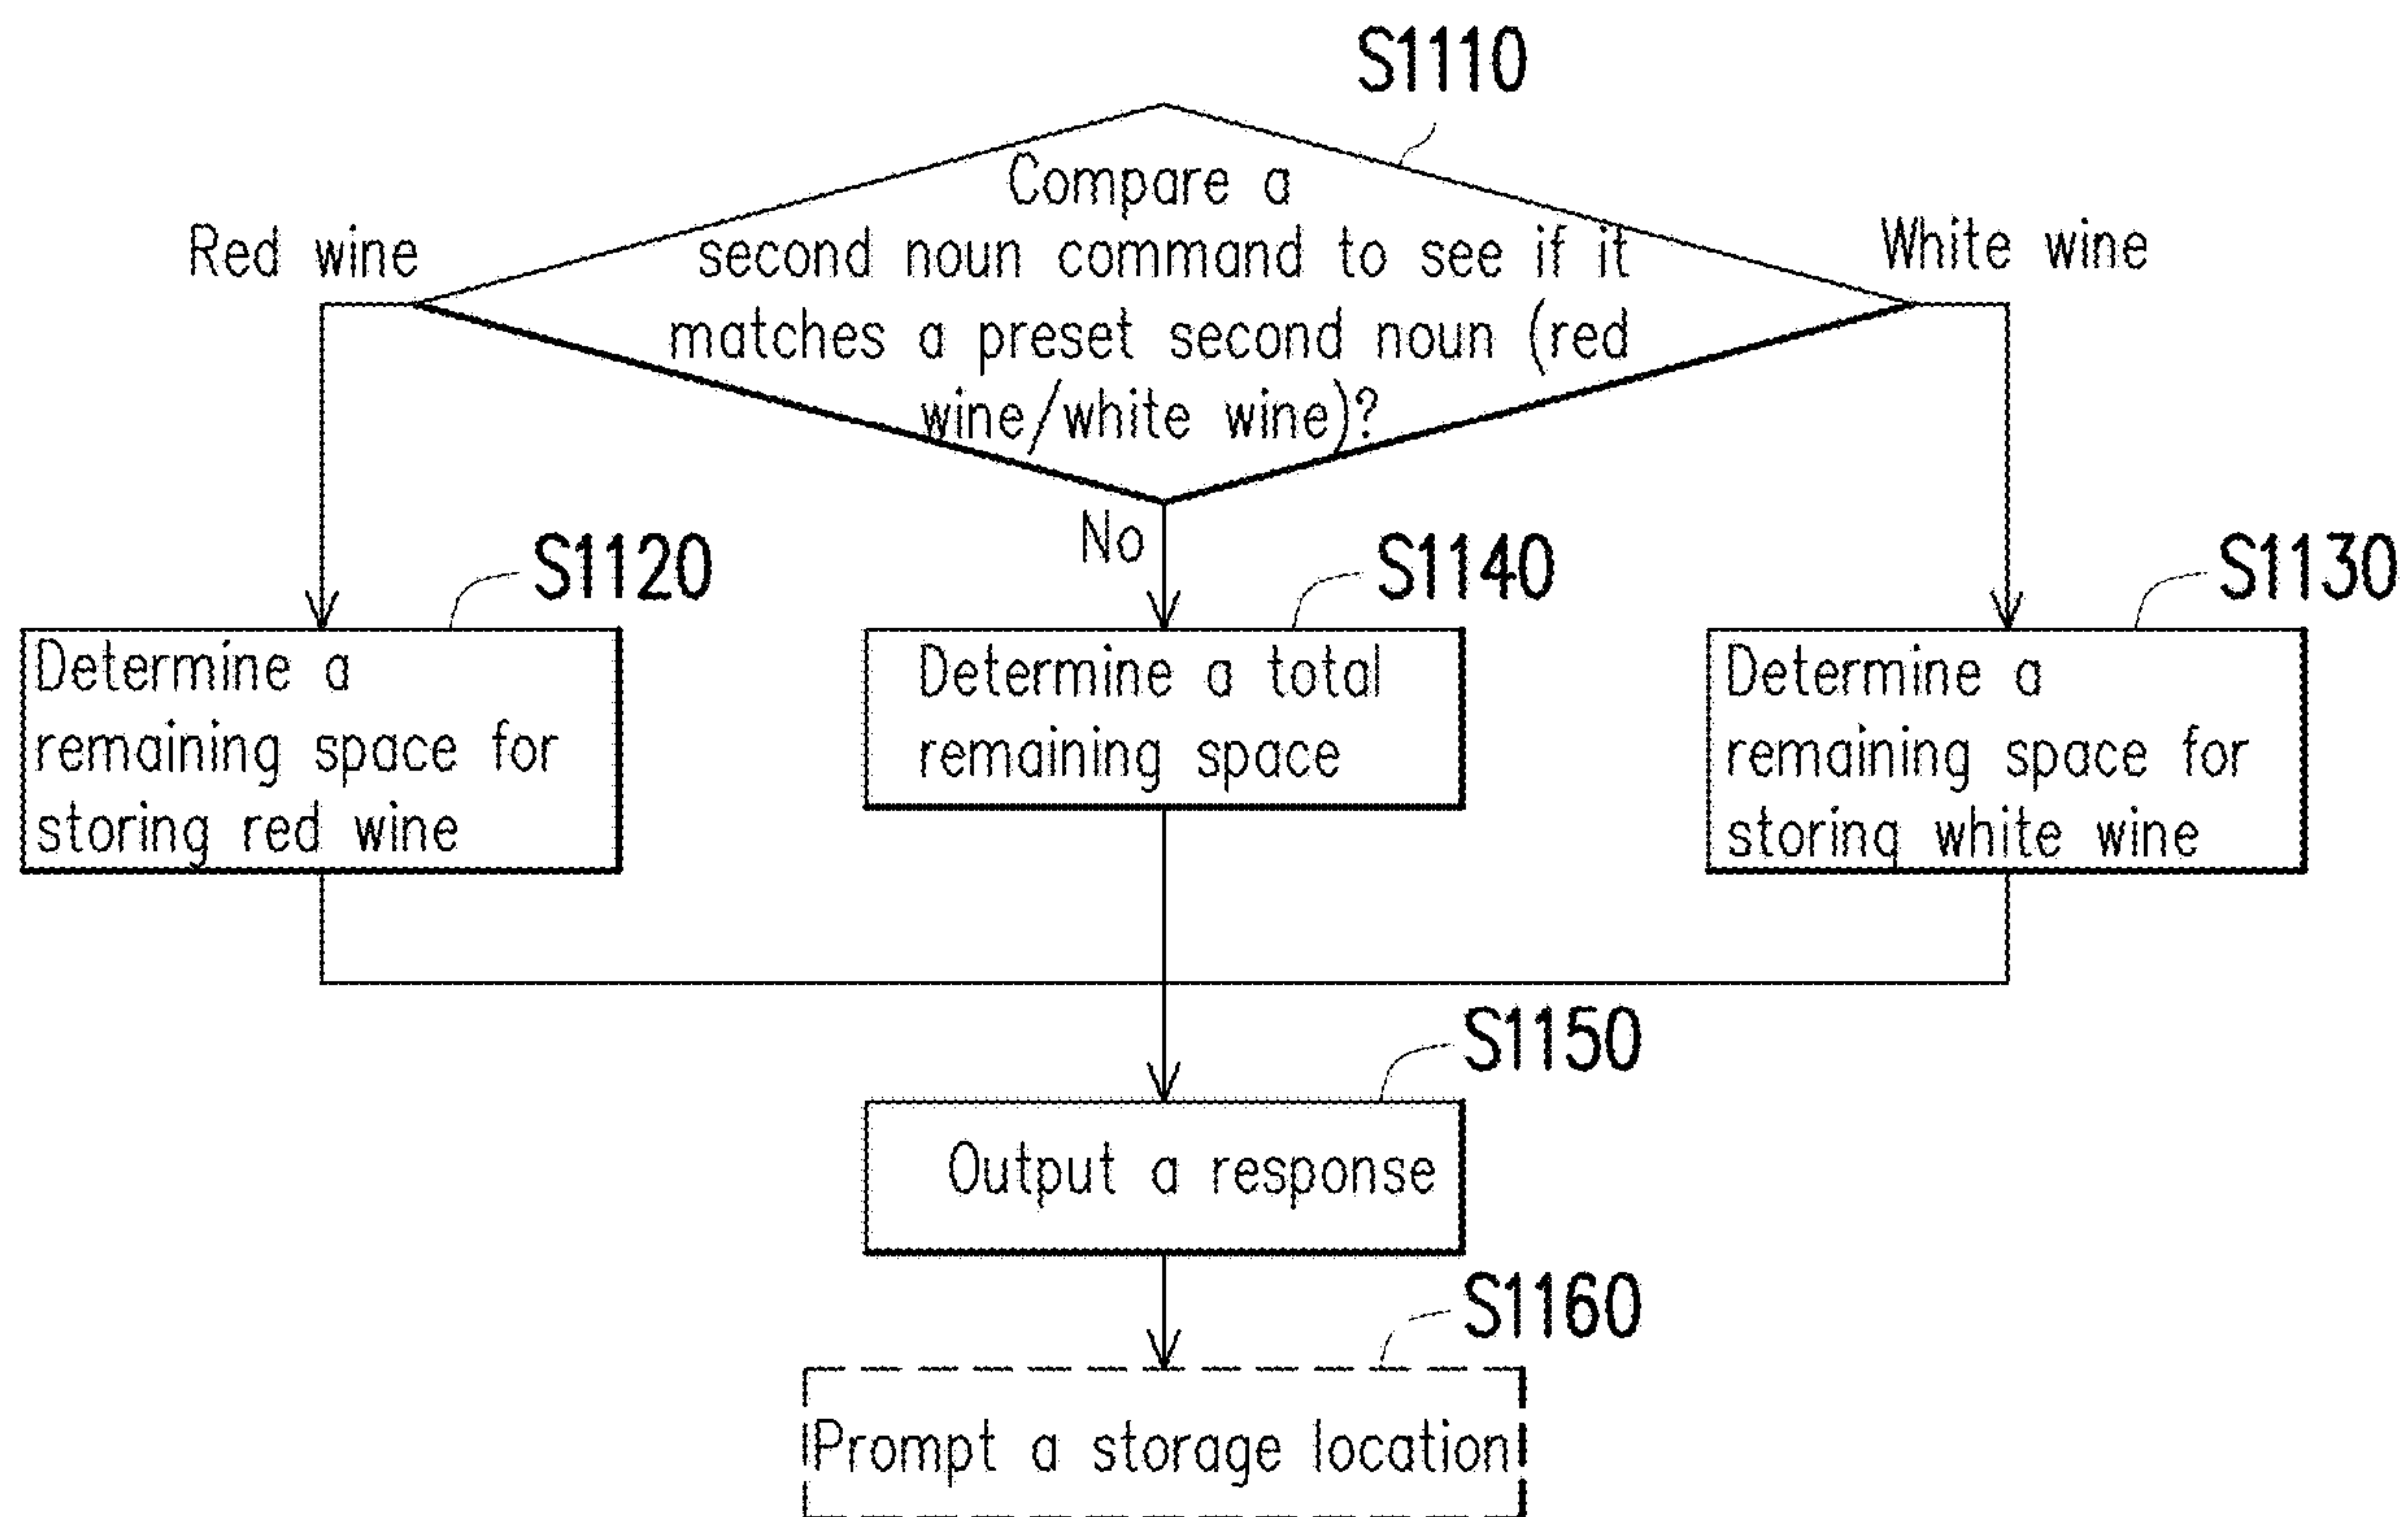 S1110
Compare a
second noun command to see if it
matches a preset second noun (red
wine/white wine)?
Red wine
White wine
No
S1120
Determine a
remaining space for
storing red wine
S1140
Determine a total
remaining space
S1130
Determine a
remaining space for
storing white wine
S1150
Output a response
S1160
Prompt a storage location